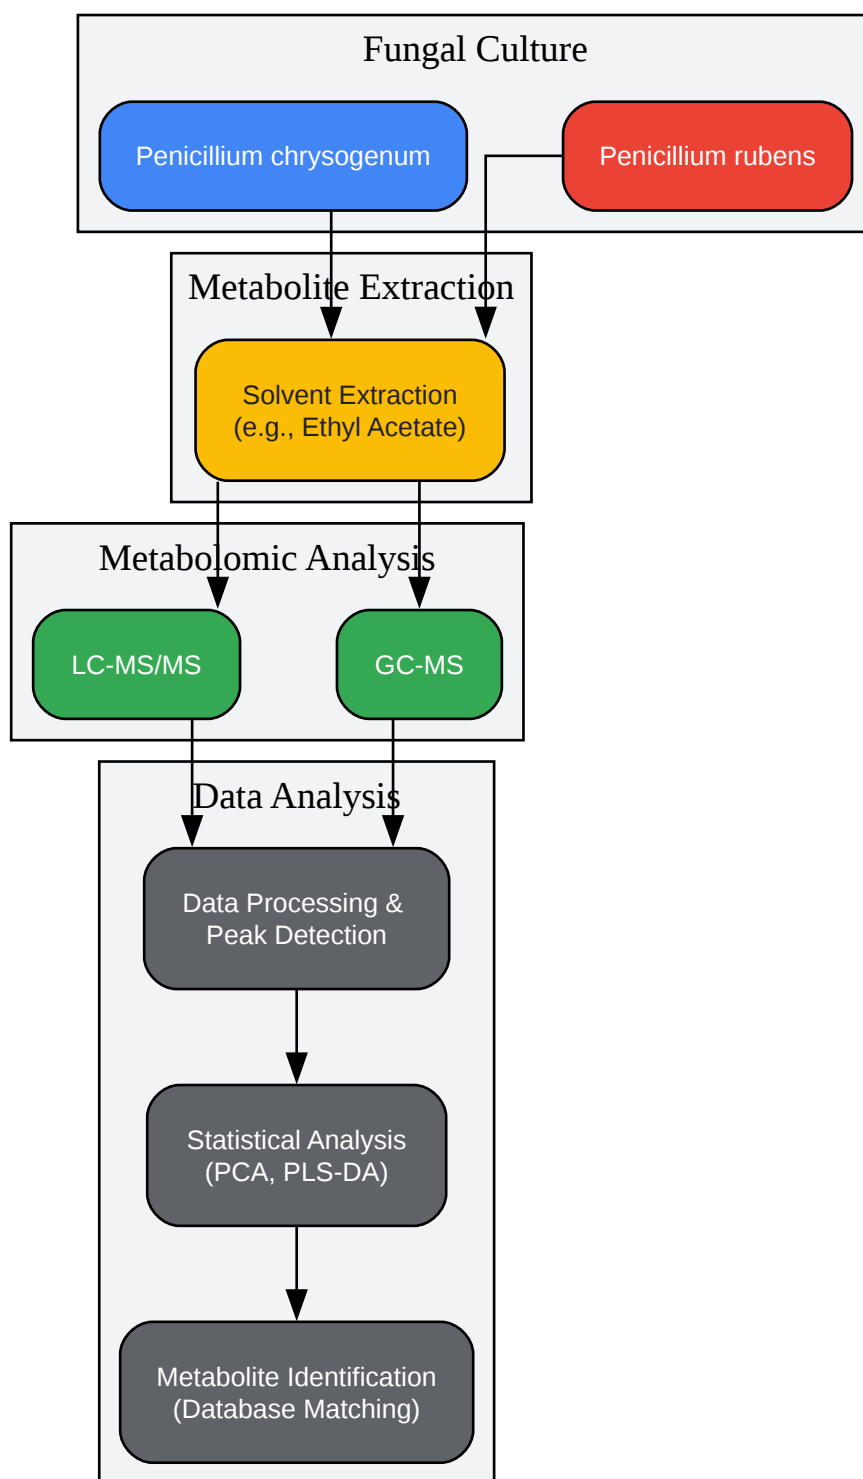 Fungal Culture
Penicillium chrysogenum
Penicillium rubens
Metabolite Extraction
Solvent Extraction
(e.g., Ethyl Acetate)
Metabolomic Analysis
LC-MS/MS
GC-MS
Data Analysis
Data Processing &
Peak Detection
Statistical Analysis
(PCA, PLS-DA)
Metabolite Identification
(Database Matching)